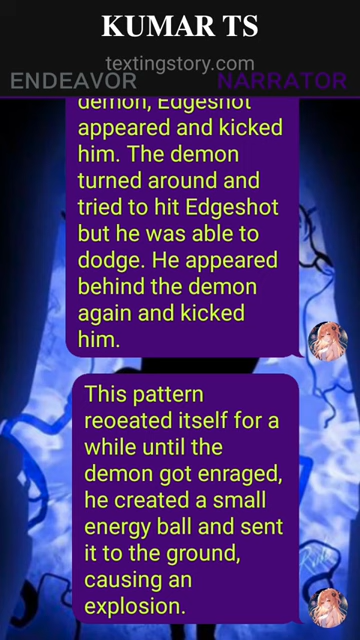 KUMAR TS
textingstory.com
ENDEAVOR NARRATOR
demon, Edgeshot
appeared and kicked
him. The demon
turned around and
tried to hit Edgeshot
but he was able to
dodge. He appeared
behind the demon
again and kicked
him.
This pattern
reoeated itself for a
while until the
demon got enraged,
he created a small
energy ball and sent
it to the ground,
causing an
explosion.